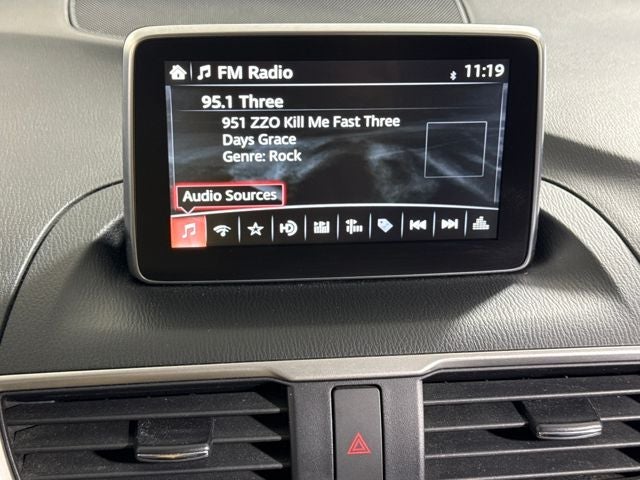 FM Radio 11:19
95.1 Three
951 ZZO Kill Me Fast Three
Days Grace
Genre: Rock
Audio Sources
HD